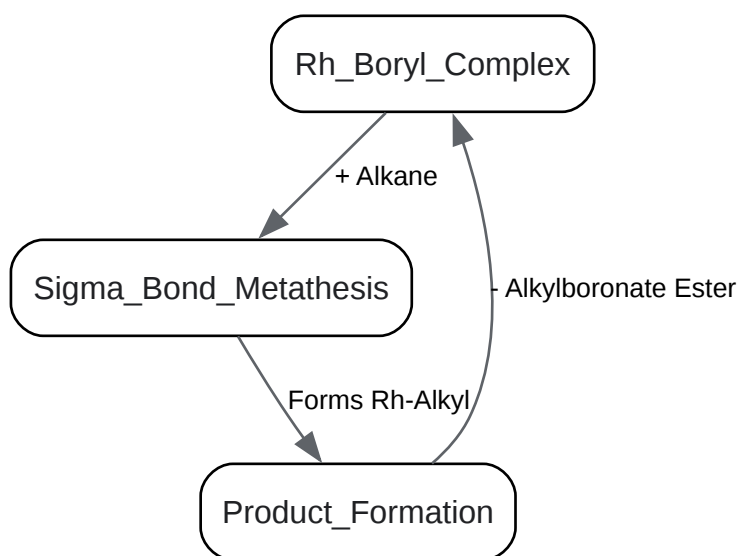 Rh_Boryl_Complex
+ Alkane
Sigma_Bond_Metathesis
- Alkylboronate Ester
Forms Rh-Alkyl
Product_Formation